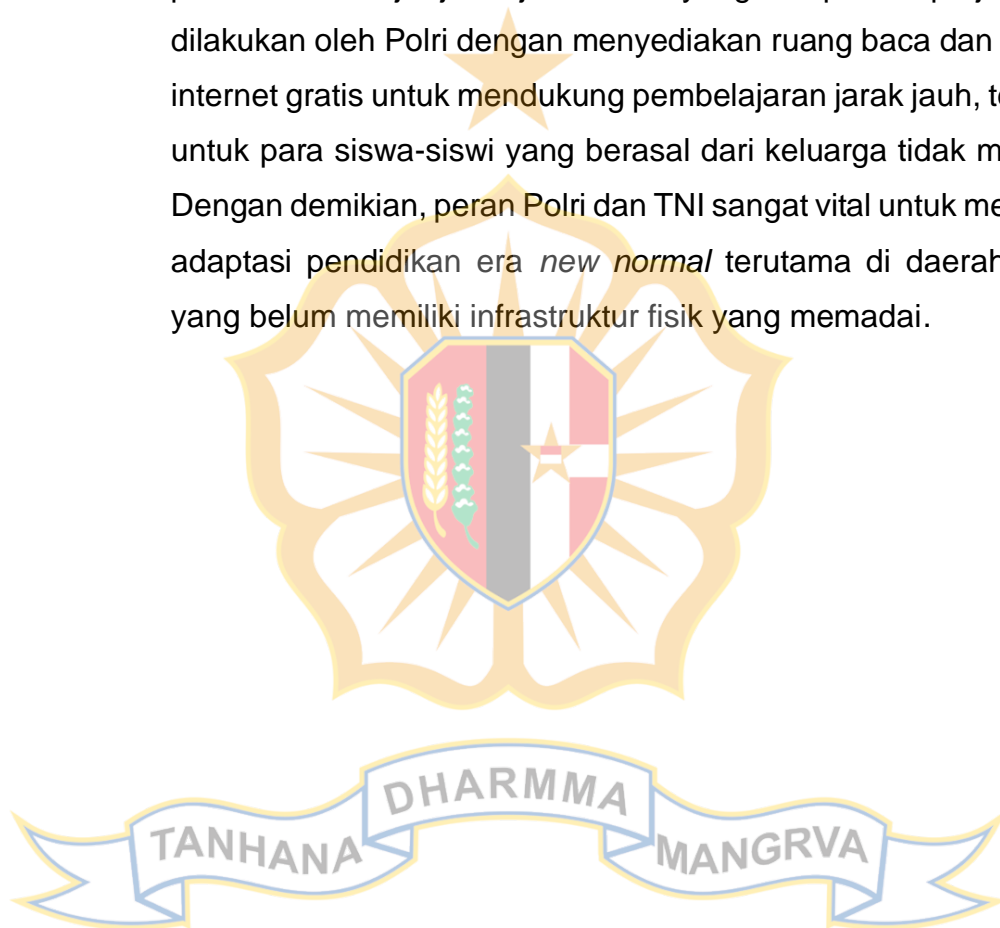 dilakukan oleh Polri dengan menyediakan ruang baca dan
internet gratis untuk mendukung pembelajaran jarak jauh,
untuk para siswa-siswi yang berasal dari keluarga tidak
Dengan demikian, peran Polri dan TNI sangat vital untuk
adaptasi pendidikan era new normal terutama di daerah
yang belum memiliki infrastruktur fisik yang memadai.
TANHANA DHARMMA MANGRVA